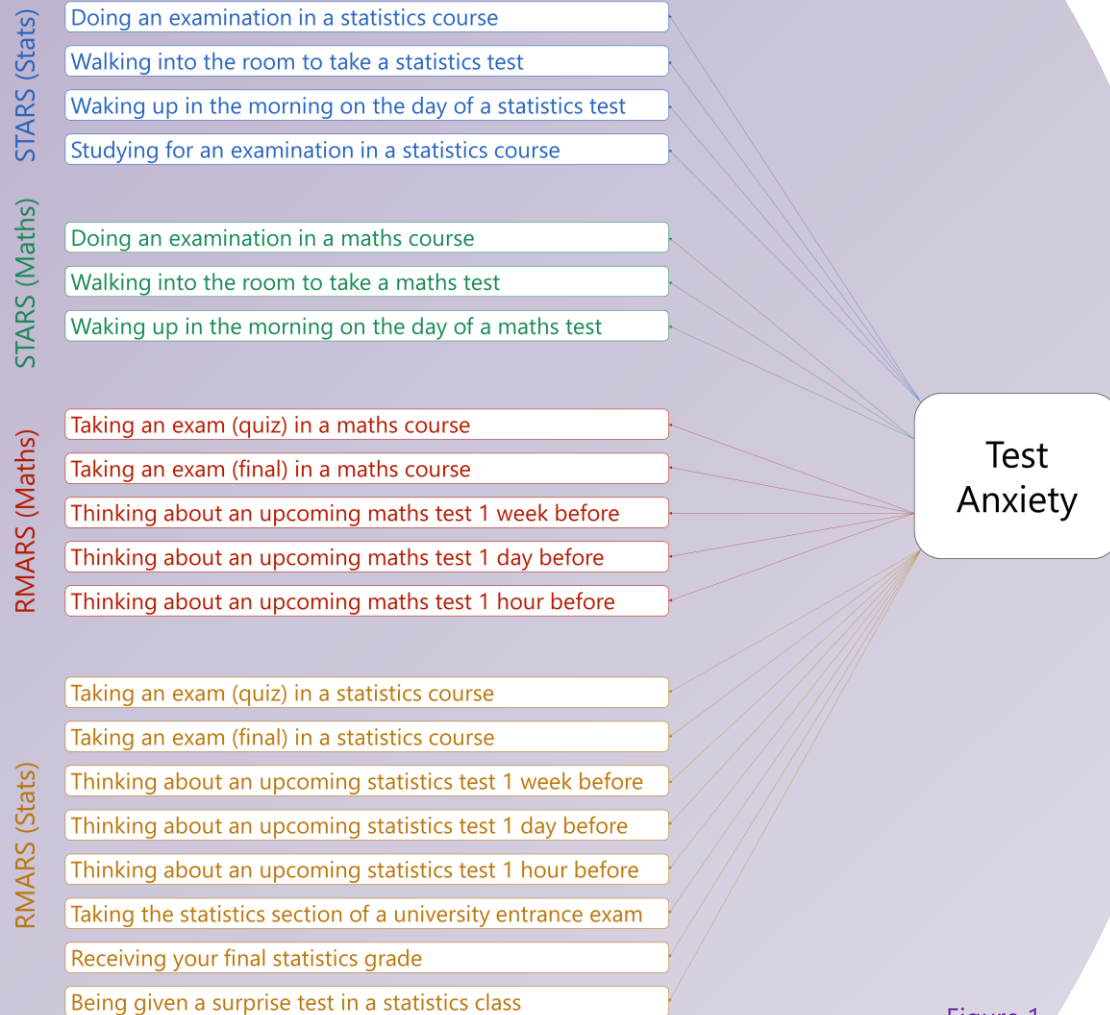 STARS (Stats)
Doing an examination in a statistics course
Walking into the room to take a statistics test
Waking up in the morning on the day of a statistics test
Studying for an examination in a statistics course
STARS (Maths)
Doing an examination in a maths course
Walking into the room to take a maths test
Waking up in the morning on the day of a maths test
RMARS (Maths)
Taking an exam (quiz) in a maths course
Taking an exam (final) in a maths course
Thinking about an upcoming maths test 1 week before
Thinking about an upcoming maths test 1 day before
Thinking about an upcoming maths test 1 hour before
RMARS (Stats)
Taking an exam (quiz) in a statistics course
Taking an exam (final) in a statistics course
Thinking about an upcoming statistics test 1 week before
Thinking about an upcoming statistics test 1 day before
Thinking about an upcoming statistics test 1 hour before
Taking the statistics section of a university entrance exam
Receiving your final statistics grade
Being given a surprise test in a statistics class
Test
Anxiety
Figure 1